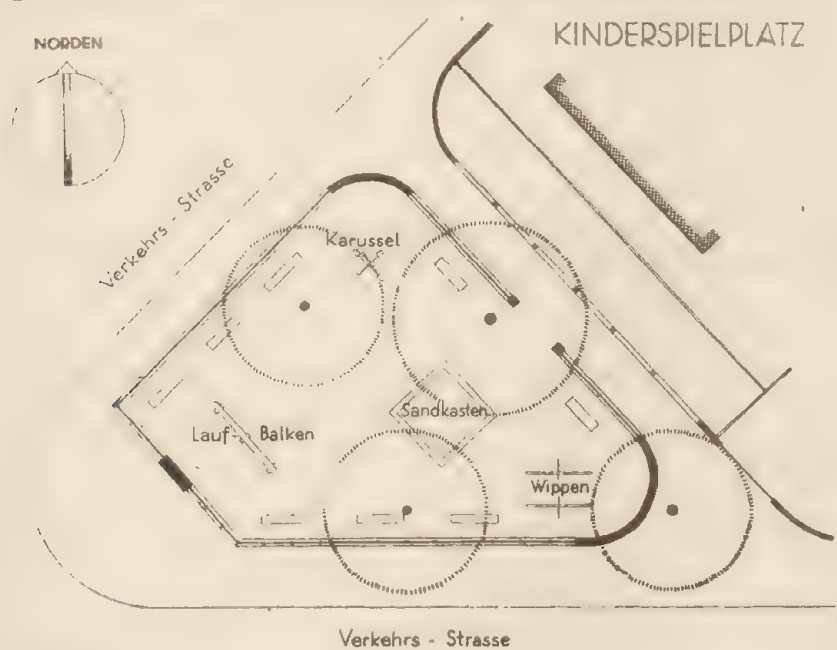 NORDEN
KINDERSPIELPLATZ
Verkehrs - Strasse
Karussel
Sandkasten
Lauf- Balken
Wippen
Verkehrs - Strasse